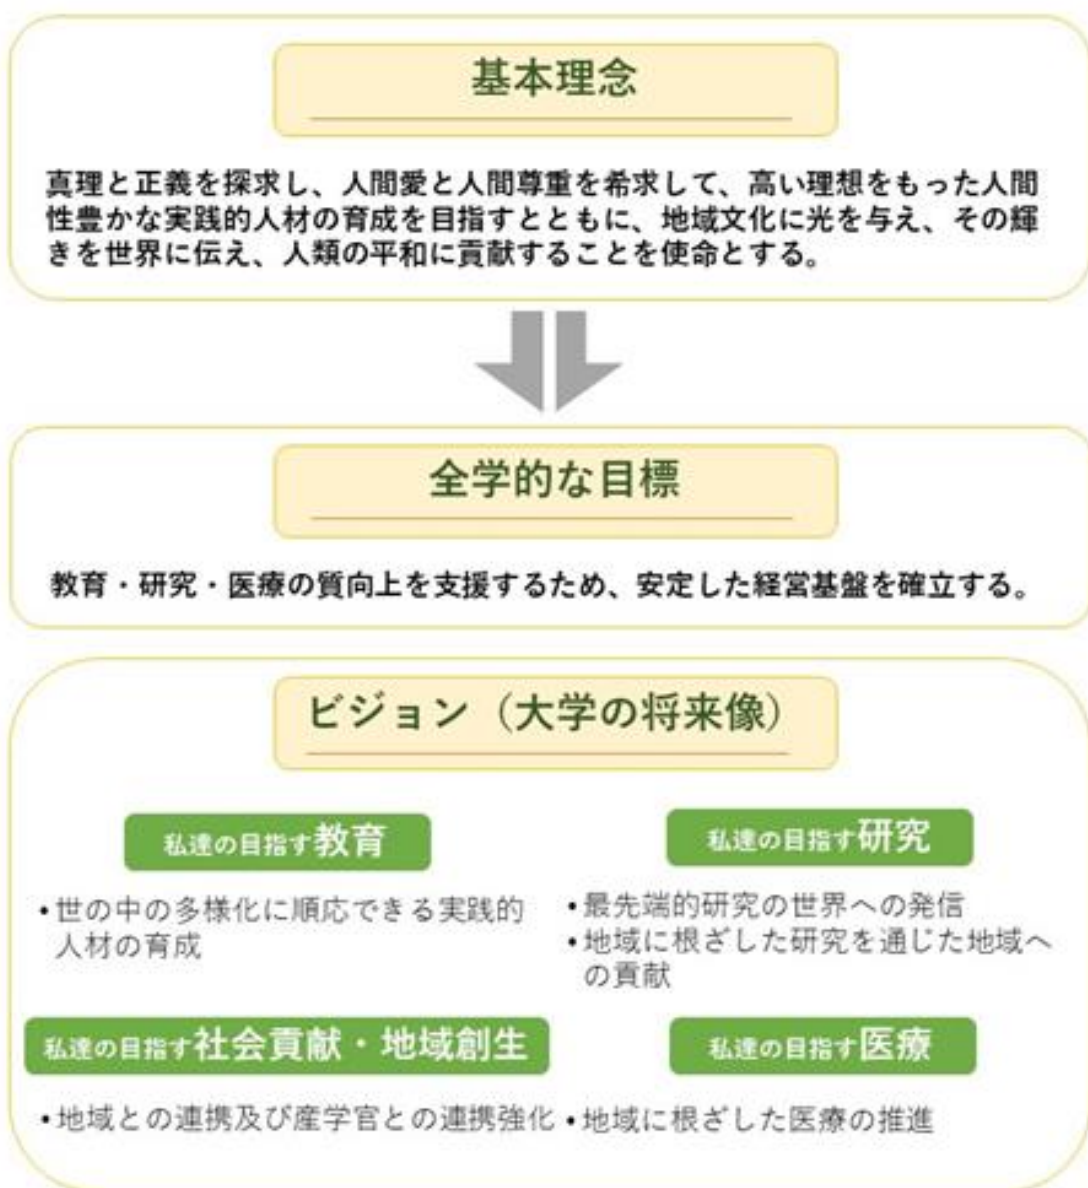 基本理念
真理と正義を探求し、人間愛と人間尊重を希求して、高い理想をもった人間
性豊かな実践的人材の育成を目指すとともに、地域文化に光を与え、その輝
きを世界に伝え、人類の平和に貢献することを使命とする。
全学的な目標
教育・研究・医療の質向上を支援するため、安定した経営基盤を確立する。
ビジョン（大学の将来像）
私達の目指す教育
•世の中の多様化に順応できる実践的
人材の育成
私達の目指す研究
•最先端的研究の世界への発信
•地域に根ざした研究を通じた地域へ
の貢献
私達の目指す社会貢献・地域創生
•地域との連携及び産学官との連携強化
私達の目指す医療
•地域に根ざした医療の推進